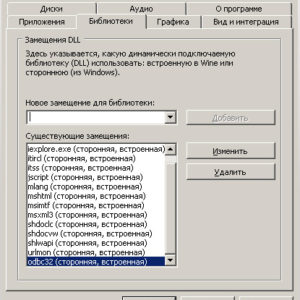 Диски Аудио О программе
Приложения Библиотеки Графика Вид и интеграция
Замещения DLL
Здесь указывается, какую динамически подключаемую
библиотеку (DLL) использовать: встроенную в Wine или
стороннюю (из Windows).
Новое замещение для библиотеки:
Добавить
Существующие замещения:
iexplore.exe (сторонняя, встроенная)
itircl (сторонняя, встроенная)
itss (сторонняя, встроенная)
jscript (сторонняя, встроенная)
mlang (сторонняя, встроенная)
mshtml (сторонняя, встроенная)
msimtf (сторонняя, встроенная)
msxml3 (сторонняя, встроенная)
shdoclc (сторонняя, встроенная)
shdocvw (сторонняя, встроенная)
shlwapi (сторонняя, встроенная)
urlmon (сторонняя, встроенная)
odbc32 (сторонняя, встроенная)
Изменить
Удалить